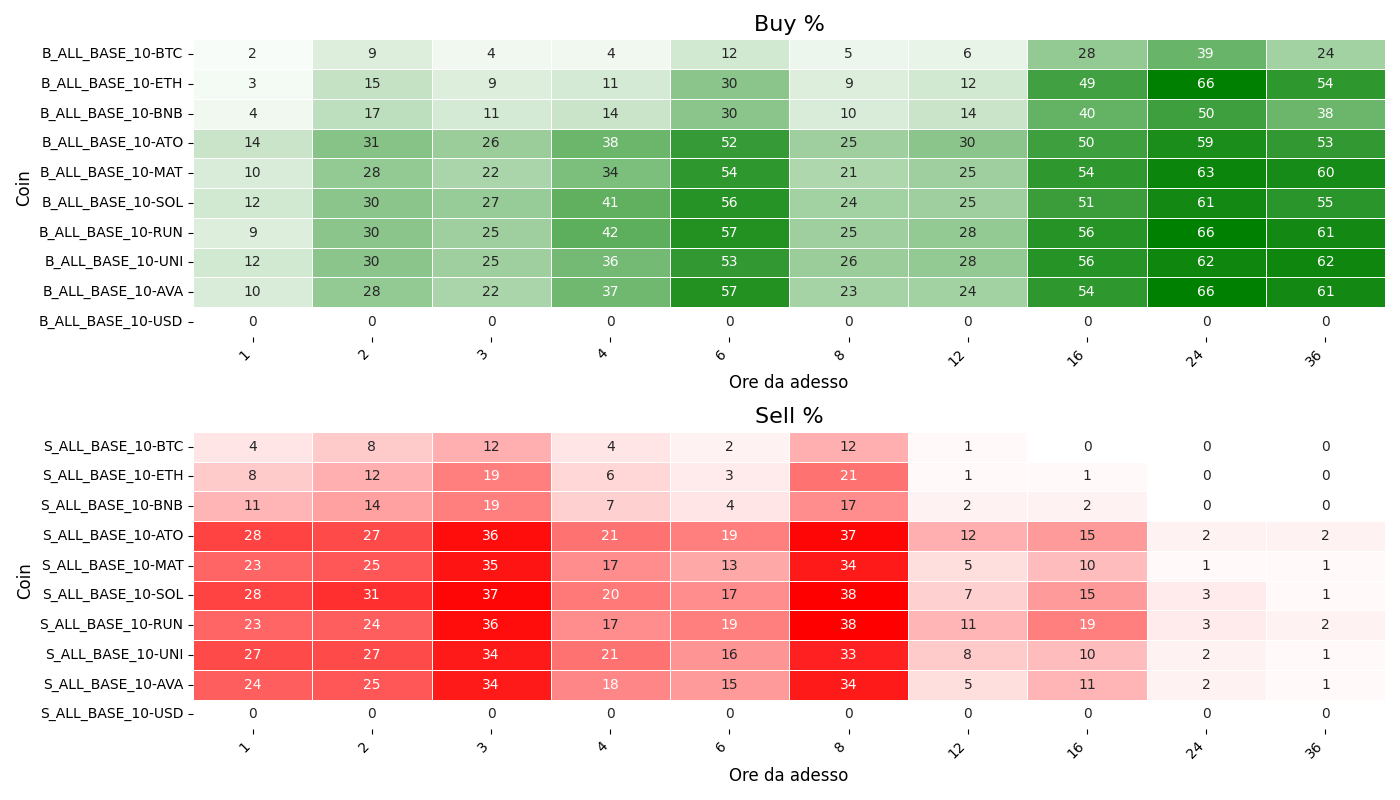 Buy %
Coin
B_ALL_BASE_10-BTC 2 9 4 4 12 5 6 28 39 24
B_ALL_BASE_10-ETH 3 15 9 11 30 9 12 49 66 54
B_ALL_BASE_10-BNB 4 17 11 14 30 10 14 40 50 38
B_ALL_BASE_10-ATO 14 31 26 38 52 25 30 50 59 53
B_ALL_BASE_10-MAT 10 28 22 34 54 21 25 54 63 60
B_ALL_BASE_10-SOL 12 30 27 41 56 24 25 51 61 55
B_ALL_BASE_10-RUN 9 30 25 42 57 25 28 56 66 61
B_ALL_BASE_10-UNI 12 30 25 36 53 26 28 56 62 62
B_ALL_BASE_10-AVA 10 28 22 37 57 23 24 54 66 61
B_ALL_BASE_10-USD 0 0 0 0 0 0 0 0 0 0
1 2 3 4 6 8 12 16 24 36
Ore da adesso
Sell %
Coin
S_ALL_BASE_10-BTC 4 8 12 4 2 12 1 0 0 0
S_ALL_BASE_10-ETH 8 12 19 6 3 21 1 1 0 0
S_ALL_BASE_10-BNB 11 14 19 7 4 17 2 2 0 0
S_ALL_BASE_10-ATO 28 27 36 21 19 37 12 15 2 2
S_ALL_BASE_10-MAT 23 25 35 17 13 34 5 10 1 1
S_ALL_BASE_10-SOL 28 31 37 20 17 38 7 15 3 1
S_ALL_BASE_10-RUN 23 24 36 17 19 38 11 19 3 2
S_ALL_BASE_10-UNI 27 27 34 21 16 33 8 10 2 1
S_ALL_BASE_10-AVA 24 25 34 18 15 34 5 11 2 1
S_ALL_BASE_10-USD 0 0 0 0 0 0 0 0 0 0
1 2 3 4 6 8 12 16 24 36
Ore da adesso